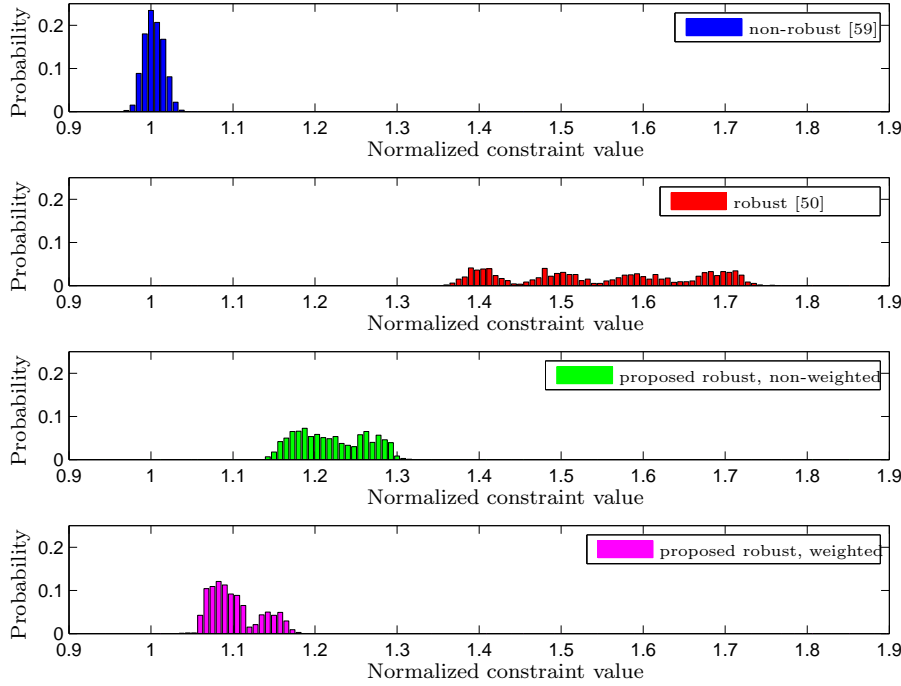 Probability
0.2
0.1
0
non-robust [59]
0.9 1 1.1 1.2 1.3 1.4 1.5 1.6 1.7 1.8 1.9
Normalized constraint value
Probability
0.2
0.1
0
robust [50]
0.9 1 1.1 1.2 1.3 1.4 1.5 1.6 1.7 1.8 1.9
Normalized constraint value
Probability
0.2
0.1
0
proposed robust, non-weighted
0.9 1 1.1 1.2 1.3 1.4 1.5 1.6 1.7 1.8 1.9
Normalized constraint value
Probability
0.2
0.1
0
proposed robust, weighted
0.9 1 1.1 1.2 1.3 1.4 1.5 1.6 1.7 1.8 1.9
Normalized constraint value